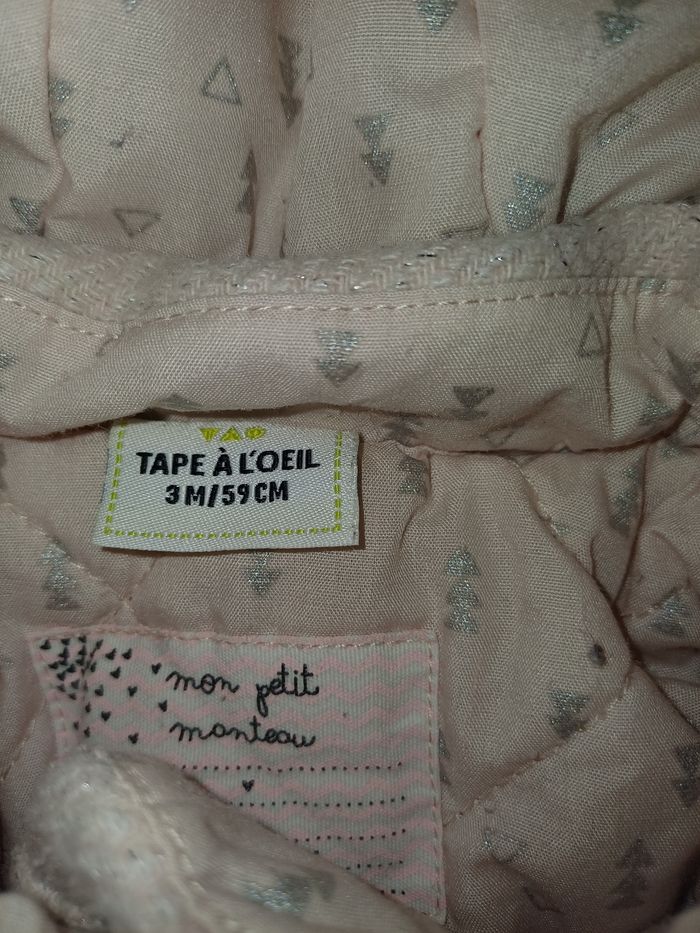 TAO
TAPE À L'OEIL
3M/59CM
mon petit
manteau